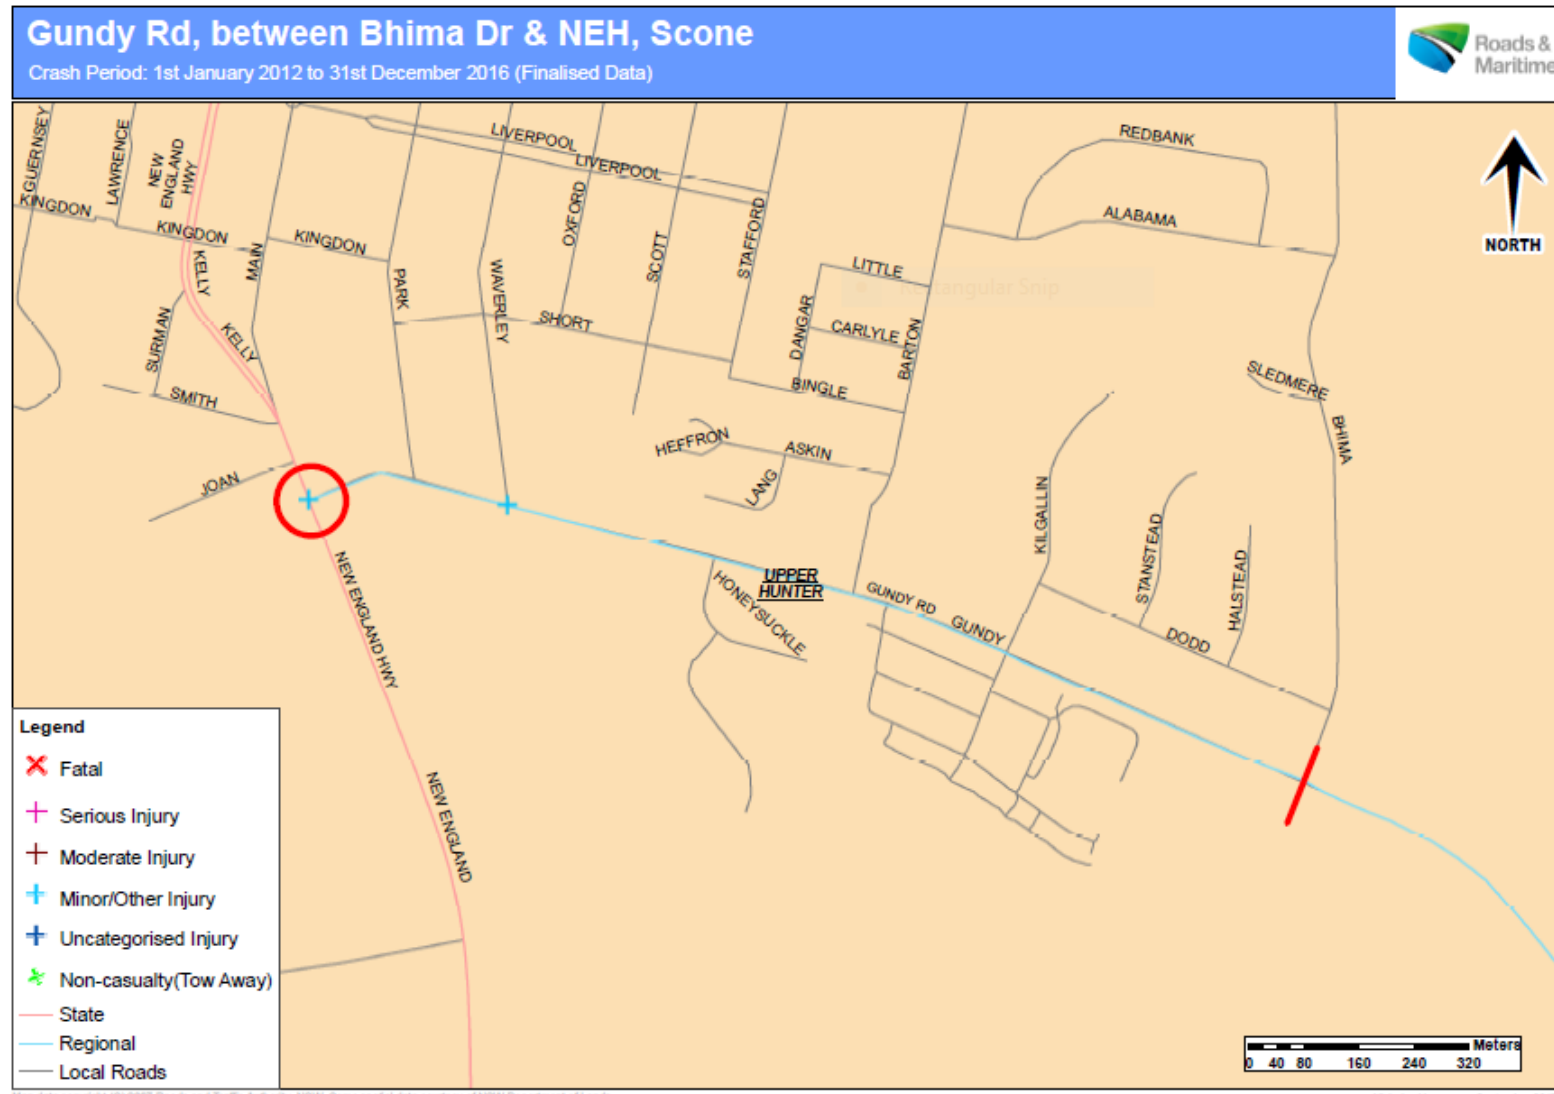 Gundy Rd, between Bhima Dr & NEH, Scone
Crash Period: 1st January 2012 to 31st December 2016 (Finalised Data)
Roads &
Maritime
GUERNSEY
LAWRENCE
NEW
ENGLAND
HWY
LIVERPOOL
LIVERPOOL
REDBANK
KINGDON
KINGDON
KINGDON
KELLY
MAIN
PARK
WAVERLEY
OXFORD
SCOTT
STAFFORD
ALABAMA
NORTH
LITTLE
Rectangular Snip
DANGAR
CARLYLE
BARTON
SHORT
SURMAN
KELLY
SMITH
BINGLE
SLEDMERE
BHIMA
HEFFRON
ASKIN
LANG
JOAN
KILGALLIN
STANSTEAD
HALSTEAD
NEW ENGLAND HWY
HONEYSUCKLE
UPPER
HUNTER
GUNDY RD
GUNDY
DODD
NEW ENGLAND
Legend
Fatal
Serious Injury
Moderate Injury
Minor/Other Injury
Uncategorised Injury
Non-casualty(Tow Away)
State
Regional
Local Roads
Meters
0 40 80 160 240 320